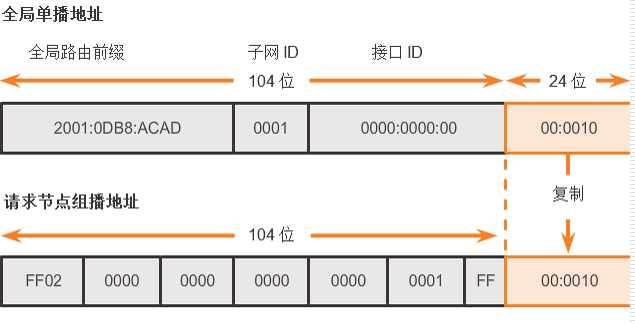 全局单播地址
全局路由前缀 子网 ID 接口 ID
104 位 24 位
2001:0DB8:ACAD 0001 0000:0000:00 00:0010
复制
请求节点组播地址
104 位
FF02 0000 0000 0000 0000 0001 FF 00:0010